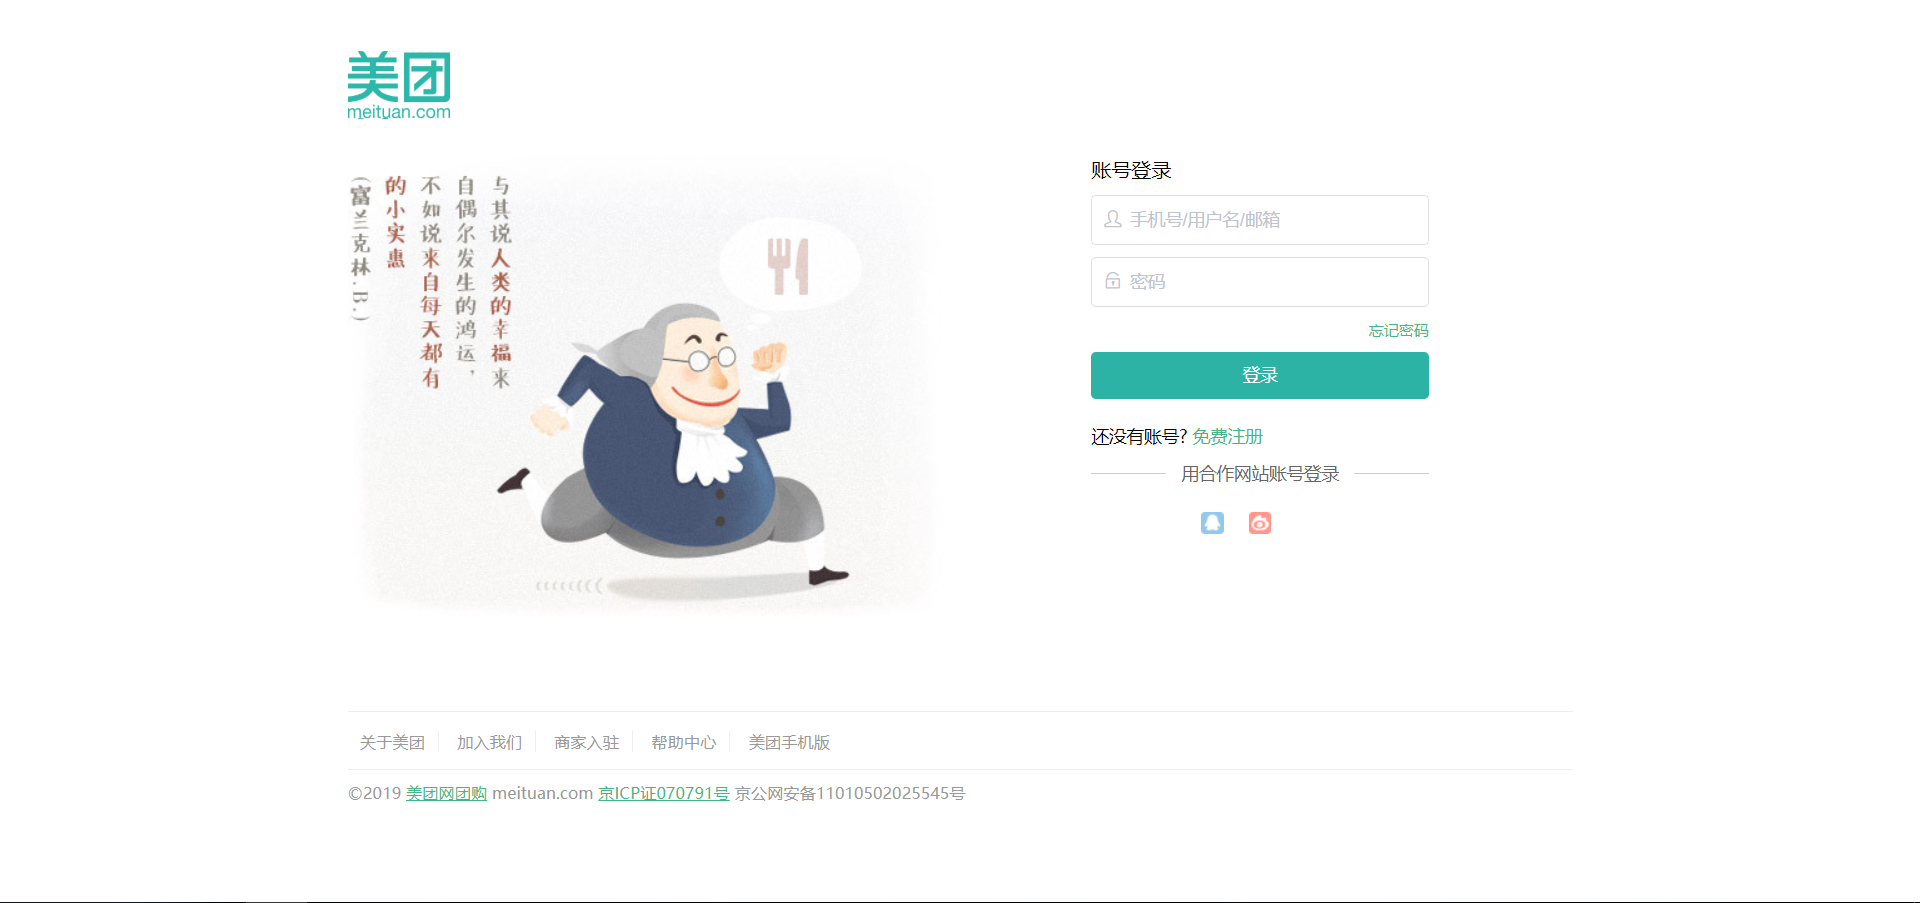 美团
meituan.com
与其说人类的幸福来
自偶尔发生的鸿运，
不如说来自每天都有
的小实惠
(富兰克林.B.)
账号登录
手机号/用户名/邮箱
密码
忘记密码
登录
还没有账号? 免费注册
用合作网站账号登录
关于美团 加入我们 商家入驻 帮助中心 美团手机版
©2019 美团网团购 meituan.com 京ICP证070791号 京公网安备11010502025545号